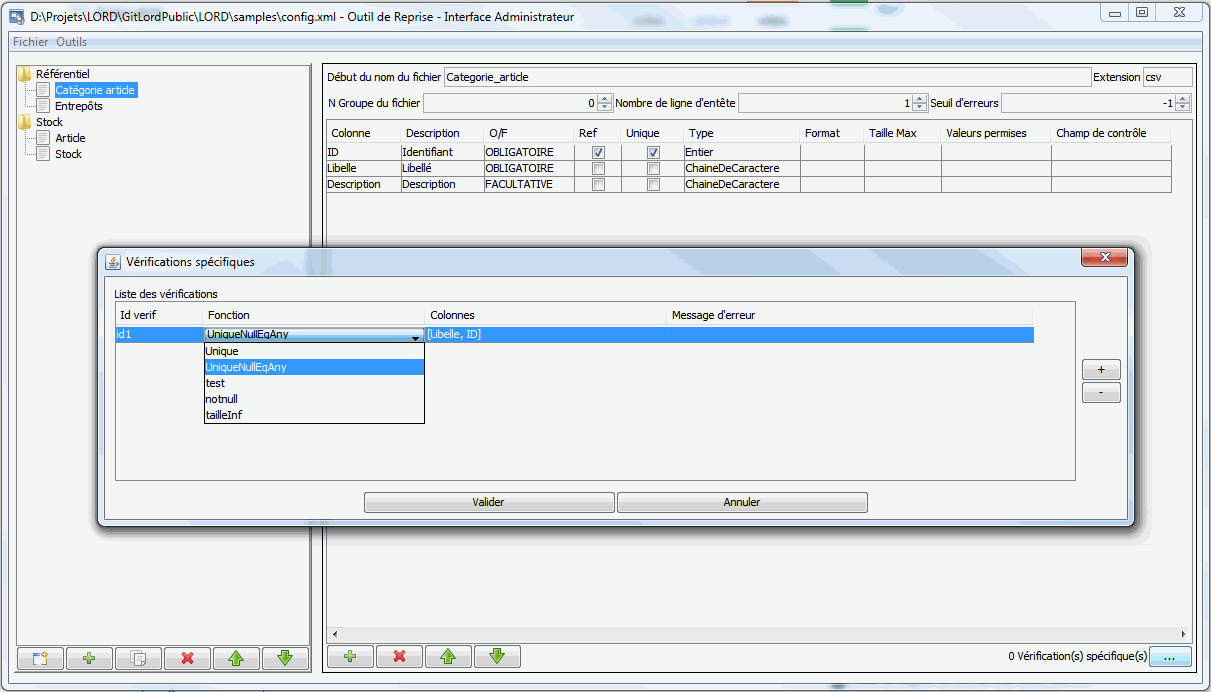 D:\Projets\LORD\GitLordPublic\LORD\samples\config.xml - Outil de Reprise - Interface Administrateur
Fichier Outils
Référentiel
Catégorie article
Entrepôts
Stock
Article
Stock
Début du nom du fichier Categorie_article Extension csv
N Groupe du fichier 0 Nombre de ligne d'entête 1 Seuil d'erreurs -1
Colonne Description O/F Ref Unique Type Format Taille Max Valeurs permises Champ de contrôle
ID Identifiant OBLIGATOIRE Entier
Libelle Libellé OBLIGATOIRE ChaineDeCaractere
Description Description FACULTATIVE ChaineDeCaractere
Vérifications spécifiques
Liste des vérifications
Id verif Fonction Colonnes Message d'erreur
id1 UniqueNullEqAny [Libelle, ID]
Unique
UniqueNullEqAny
test
notnull
tailleInf
+
-
Valider Annuler
0 Vérification(s) spécifique(s) ...